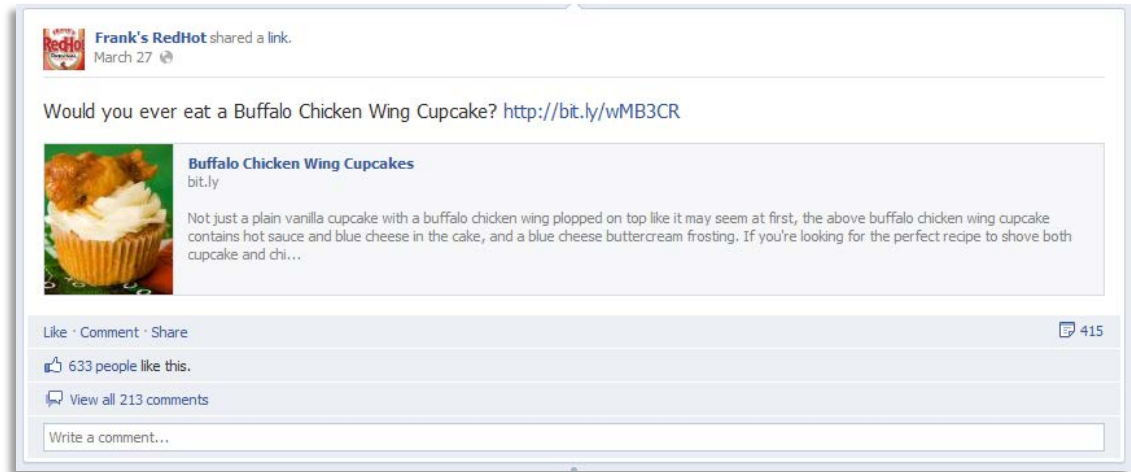 Frank's RedHot shared a link.
March 27
Would you ever eat a Buffalo Chicken Wing Cupcake? http://bit.ly/wMB3CR
Buffalo Chicken Wing Cupcakes
bit.ly
Not just a plain vanilla cupcake with a buffalo chicken wing plopped on top like it may seem at first, the above buffalo chicken wing cupcake
contains hot sauce and blue cheese in the cake, and a blue cheese buttercream frosting. If you're looking for the perfect recipe to shove both
cupcake and chi...
Like · Comment · Share 415
633 people like this.
View all 213 comments
Write a comment...